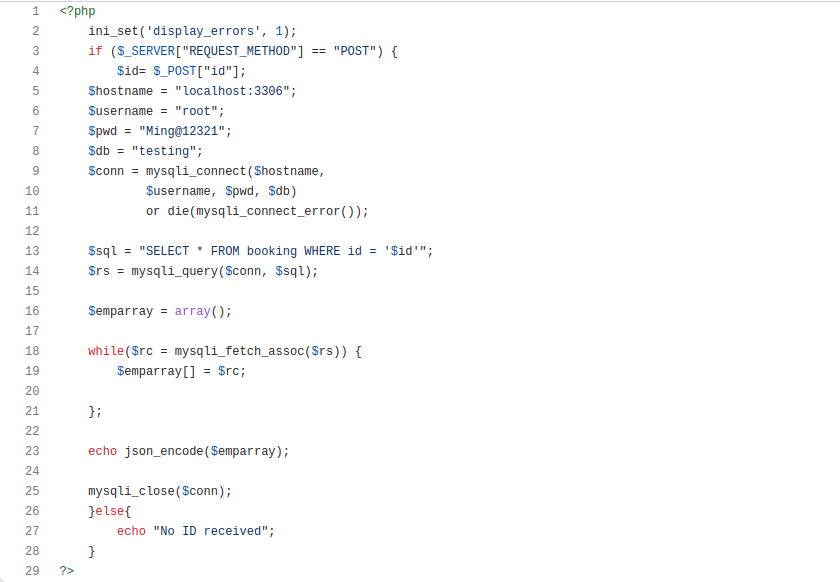 1 <?php
2 ini_set('display_errors', 1);
3 if ($_SERVER["REQUEST_METHOD"] == "POST") {
4 $id= $_POST["id"];
5 $hostname = "localhost:3306";
6 $username = "root";
7 $pwd = "Ming@12321";
8 $db = "testing";
9 $conn = mysqli_connect($hostname,
10 $username, $pwd, $db)
11 or die(mysqli_connect_error());
12
13 $sql = "SELECT * FROM booking WHERE id = '$id'";
14 $rs = mysqli_query($conn, $sql);
15
16 $emparray = array();
17
18 while($rc = mysqli_fetch_assoc($rs)) {
19 $emparray[] = $rc;
20
21 };
22
23 echo json_encode($emparray);
24
25 mysqli_close($conn);
26 }else{
27 echo "No ID received";
28 }
29 ?>